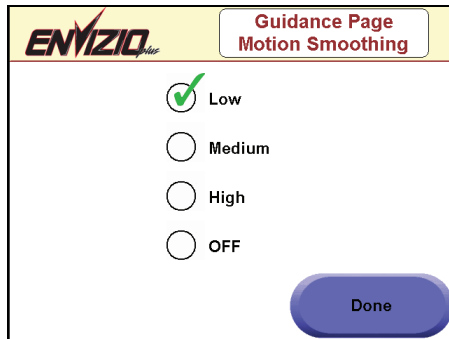 ENVIZIO plus
Guidance Page
Motion Smoothing
Low
Medium
High
OFF
Done